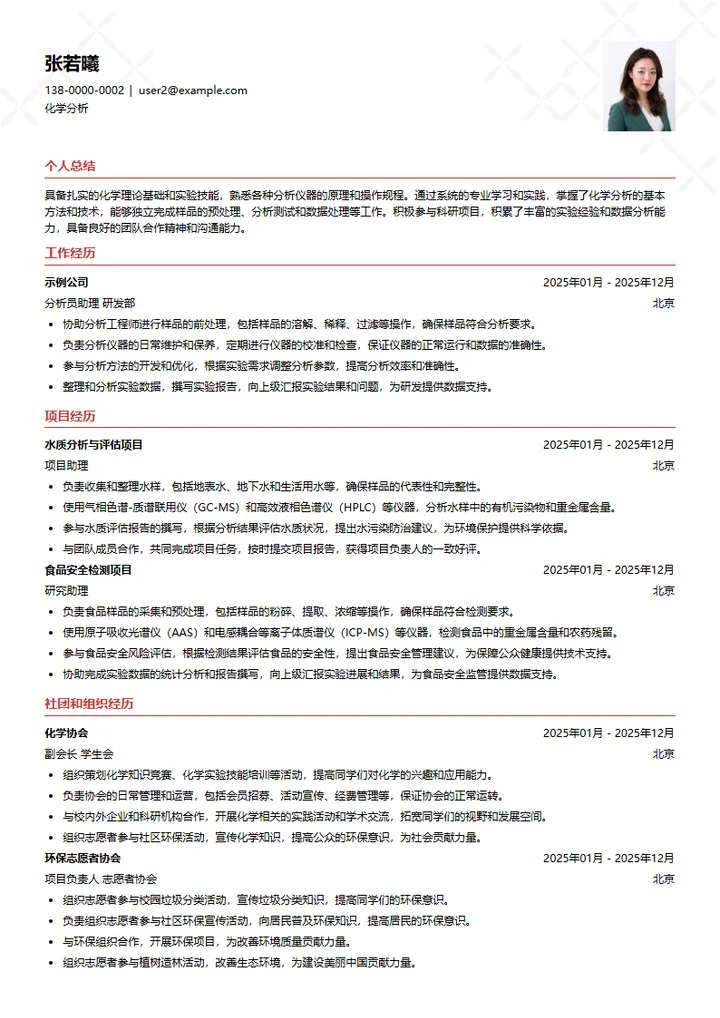 张若曦
138-0000-0002 | user2@example.com
化学分析
个人总结
具备扎实的化学理论基础和实验技能，熟悉各种分析仪器的原理和操作规程。通过系统的专业学习和实践，掌握了化学分析的基本
方法和技术，能够独立完成样品的预处理、分析测试和数据处理等工作。积极参与科研项目，积累了丰富的实验经验和数据分析能
力，具备良好的团队合作精神和沟通能力。
工作经历
示例公司 2025年01月 - 2025年12月
分析员助理 研发部 北京
• 协助分析工程师进行样品的前处理，包括样品的溶解、稀释、过滤等操作，确保样品符合分析要求。
• 负责分析仪器的日常维护和保养，定期进行仪器的校准和检查，保证仪器的正常运行和数据的准确性。
• 参与分析方法的开发和优化，根据实验需求调整分析参数，提高分析效率和准确性。
• 整理和分析实验数据，撰写实验报告，向上级汇报实验结果和问题，为研发提供数据支持。
项目经历
水质分析与评估项目 2025年01月 - 2025年12月
项目助理 北京
• 负责收集和整理水样，包括地表水、地下水和生活用水等，确保样品的代表性和完整性。
• 使用气相色谱-质谱联用仪（GC-MS）和高效液相色谱仪（HPLC）等仪器，分析水样中的有机污染物和重金属含量。
• 参与水质评估报告的撰写，根据分析结果评估水质状况，提出水污染防治建议，为环境保护提供科学依据。
• 与团队成员合作，共同完成项目任务，按时提交项目报告，获得项目负责人的一致好评。
食品安全检测项目 2025年01月 - 2025年12月
研究助理 北京
• 负责食品样品的采集和预处理，包括样品的粉碎、提取、浓缩等操作，确保样品符合检测要求。
• 使用原子吸收光谱仪（AAS）和电感耦合等离子体质谱仪（ICP-MS）等仪器，检测食品中的重金属含量和农药残留。
• 参与食品安全风险评估，根据检测结果评估食品的安全性，提出食品安全管理建议，为保障公众健康提供技术支持。
• 协助完成实验数据的统计分析和报告撰写，向上级汇报实验进展和结果，为食品安全监管提供数据支持。
社团和组织经历
化学协会 2025年01月 - 2025年12月
副会长 学生会 北京
• 组织策划化学知识竞赛、化学实验技能培训等活动，提高同学们对化学的兴趣和应用能力。
• 负责协会的日常管理和运营，包括会员招募、活动宣传、经费管理等，保证协会的正常运转。
• 与校内外企业和科研机构合作，开展化学相关的实践活动和学术交流，拓宽同学们的视野和发展空间。
• 组织志愿者参与社区环保活动，宣传化学知识，提高公众的环保意识，为社会贡献力量。
环保志愿者协会 2025年01月 - 2025年12月
项目负责人 志愿者协会 北京
• 组织志愿者参与校园垃圾分类活动，宣传垃圾分类知识，提高同学们的环保意识。
• 负责组织志愿者参与社区环保宣传活动，向居民普及环保知识，提高居民的环保意识。
• 与环保组织合作，开展环保项目，为改善环境质量贡献力量。
• 组织志愿者参与植树造林活动，改善生态环境，为建设美丽中国贡献力量。